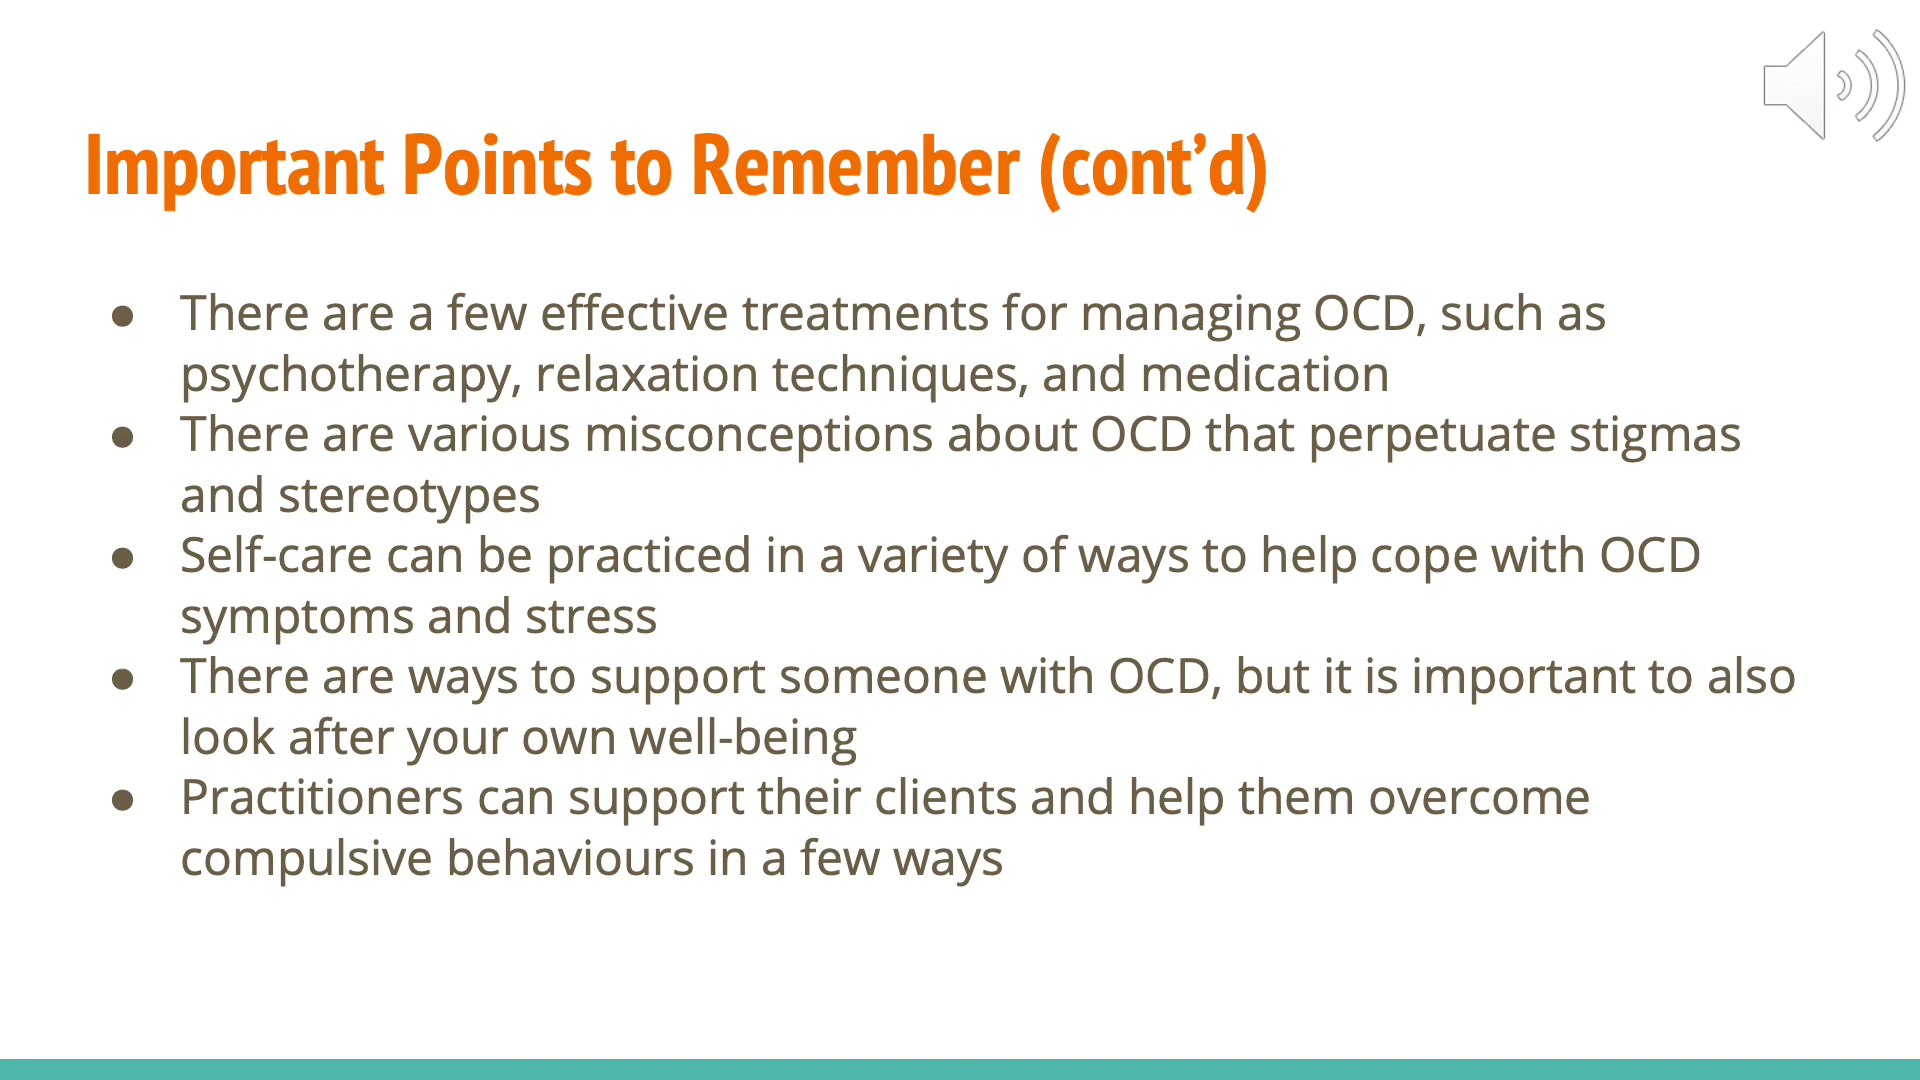 Important Points to Remember (cont’d)
● There are a few effective treatments for managing OCD, such as
psychotherapy, relaxation techniques, and medication
● There are various misconceptions about OCD that perpetuate stigmas
and stereotypes
● Self-care can be practiced in a variety of ways to help cope with OCD
symptoms and stress
● There are ways to support someone with OCD, but it is important to also
look after your own well-being
● Practitioners can support their clients and help them overcome
compulsive behaviours in a few ways